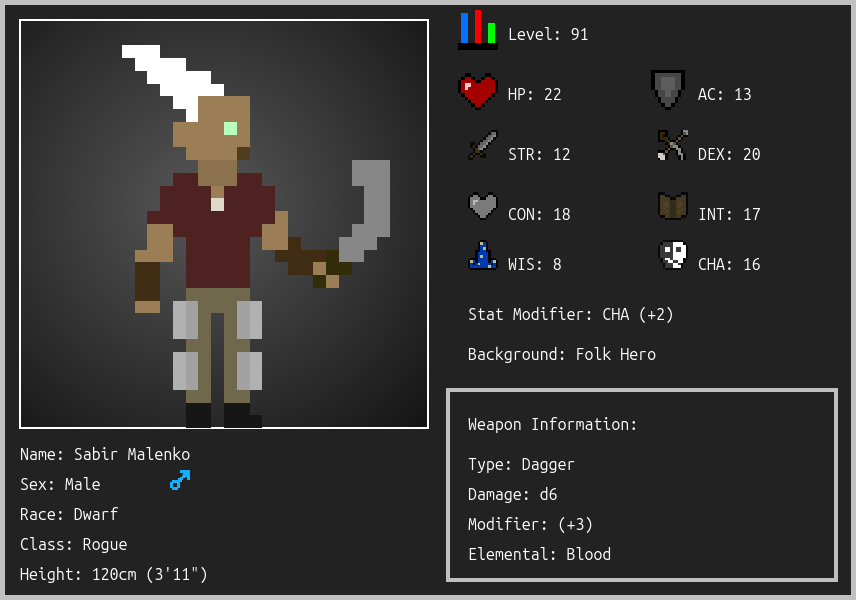 Level: 91
HP: 22
AC: 13
STR: 12
DEX: 20
CON: 18
INT: 17
WIS: 8
CHA: 16
Stat Modifier: CHA (+2)
Background: Folk Hero
Weapon Information:
Type: Dagger
Damage: d6
Modifier: (+3)
Elemental: Blood
Name: Sabir Malenko
Sex: Male
Race: Dwarf
Class: Rogue
Height: 120cm (3'11")